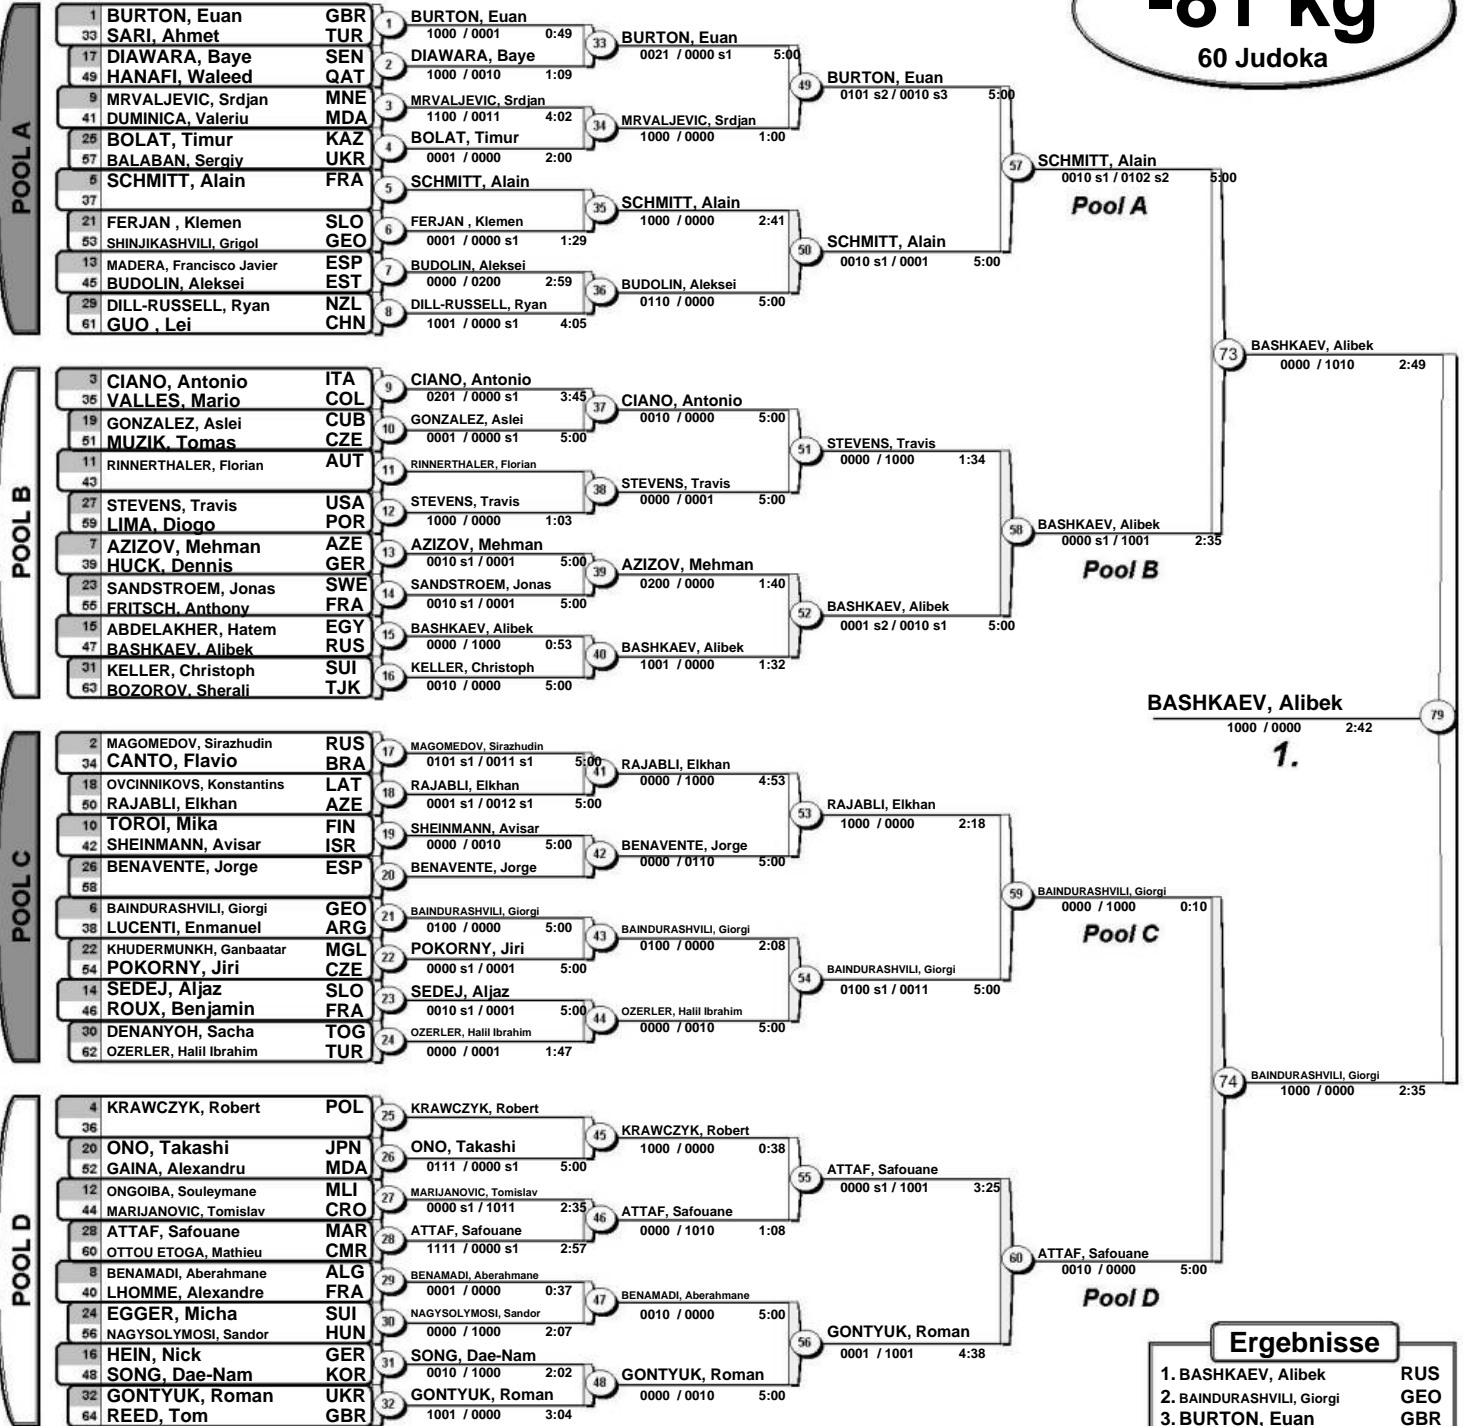 -81 kg
60 Judoka
POOL A
1 BURTON, Euan GBR
33 SARI, Ahmet TUR
17 DIAWARA, Baye SEN
49 HANAFI, Waleed QAT
9 MRVALJEVIC, Srdjan MNE
41 DUMINICA, Valeriu MDA
25 BOLAT, Timur KAZ
57 BALABAN, Sergiy UKR
5 SCHMITT, Alain FRA
37
21 FERJAN , Klemen SLO
53 SHINJIKASHVILI, Grigol GEO
13 MADERA, Francisco Javier ESP
45 BUDOLIN, Aleksei EST
29 DILL-RUSSELL, Ryan NZL
61 GUO , Lei CHN
1 BURTON, Euan
1000 / 0001 0:49
2 DIAWARA, Baye
1000 / 0010 1:09
3 MRVALJEVIC, Srdjan
1100 / 0011 4:02
4 BOLAT, Timur
0001 / 0000 2:00
5 SCHMITT, Alain
6 FERJAN , Klemen
0001 / 0000 s1 1:29
7 BUDOLIN, Aleksei
0000 / 0200 2:59
8 DILL-RUSSELL, Ryan
1001 / 0000 s1 4:05
33 BURTON, Euan
0021 / 0000 s1 5:00
34 MRVALJEVIC, Srdjan
1000 / 0000 1:00
35 SCHMITT, Alain
1000 / 0000 2:41
36 BUDOLIN, Aleksei
0110 / 0000 5:00
49 BURTON, Euan
0101 s2 / 0010 s3 5:00
50 SCHMITT, Alain
0010 s1 / 0001 5:00
57 SCHMITT, Alain
0010 s1 / 0102 s2 5:00
Pool A
POOL B
3 CIANO, Antonio ITA
35 VALLES, Mario COL
19 GONZALEZ, Aslei CUB
51 MUZIK, Tomas CZE
11 RINNERTHALER, Florian AUT
43
27 STEVENS, Travis USA
59 LIMA, Diogo POR
7 AZIZOV, Mehman AZE
39 HUCK, Dennis GER
23 SANDSTROEM, Jonas SWE
55 FRITSCH, Anthony FRA
15 ABDELAKHER, Hatem EGY
47 BASHKAEV, Alibek RUS
31 KELLER, Christoph SUI
63 BOZOROV, Sherali TJK
9 CIANO, Antonio
0201 / 0000 s1 3:45
10 GONZALEZ, Aslei
0001 / 0000 s1 5:00
11 RINNERTHALER, Florian
12 STEVENS, Travis
1000 / 0000 1:03
13 AZIZOV, Mehman
0010 s1 / 0001 5:00
14 SANDSTROEM, Jonas
0010 s1 / 0001 5:00
15 BASHKAEV, Alibek
0000 / 1000 0:53
16 KELLER, Christoph
0010 / 0000 5:00
37 CIANO, Antonio
0010 / 0000 5:00
38 STEVENS, Travis
0000 / 0001 5:00
39 AZIZOV, Mehman
0200 / 0000 1:40
40 BASHKAEV, Alibek
1001 / 0000 1:32
51 STEVENS, Travis
0000 / 1000 1:34
52 BASHKAEV, Alibek
0001 s2 / 0010 s1 5:00
58 BASHKAEV, Alibek
0000 s1 / 1001 2:35
Pool B
73 BASHKAEV, Alibek
0000 / 1010 2:49
BASHKAEV, Alibek 79
1000 / 0000 2:42
1.
POOL C
2 MAGOMEDOV, Sirazhudin RUS
34 CANTO, Flavio BRA
18 OVCINNIKOVS, Konstantins LAT
50 RAJABLI, Elkhan AZE
10 TOROI, Mika FIN
42 SHEINMANN, Avisar ISR
26 BENAVENTE, Jorge ESP
58
6 BAINDURASHVILI, Giorgi GEO
38 LUCENTI, Enmanuel ARG
22 KHUDERMUNKH, Ganbaatar MGL
54 POKORNY, Jiri CZE
14 SEDEJ, Aljaz SLO
46 ROUX, Benjamin FRA
30 DENANYOH, Sacha TOG
62 OZERLER, Halil Ibrahim TUR
17 MAGOMEDOV, Sirazhudin
0101 s1 / 0011 s1 5:00
18 RAJABLI, Elkhan
0001 s1 / 0012 s1 5:00
19 SHEINMANN, Avisar
0000 / 0010 5:00
20 BENAVENTE, Jorge
21 BAINDURASHVILI, Giorgi
0100 / 0000 5:00
22 POKORNY, Jiri
0000 s1 / 0001 5:00
23 SEDEJ, Aljaz
0010 s1 / 0001 5:00
24 OZERLER, Halil Ibrahim
0000 / 0001 1:47
41 RAJABLI, Elkhan
0000 / 1000 4:53
42 BENAVENTE, Jorge
0000 / 0110 5:00
43 BAINDURASHVILI, Giorgi
0100 / 0000 2:08
44 OZERLER, Halil Ibrahim
0000 / 0010 5:00
53 RAJABLI, Elkhan
1000 / 0000 2:18
54 BAINDURASHVILI, Giorgi
0100 s1 / 0011 5:00
59 BAINDURASHVILI, Giorgi
0000 / 1000 0:10
Pool C
POOL D
4 KRAWCZYK, Robert POL
36
20 ONO, Takashi JPN
52 GAINA, Alexandru MDA
12 ONGOIBA, Souleymane MLI
44 MARIJANOVIC, Tomislav CRO
28 ATTAF, Safouane MAR
60 OTTOU ETOGA, Mathieu CMR
8 BENAMADI, Aberahmane ALG
40 LHOMME, Alexandre FRA
24 EGGER, Micha SUI
56 NAGYSOLYMOSI, Sandor HUN
16 HEIN, Nick GER
48 SONG, Dae-Nam KOR
32 GONTYUK, Roman UKR
64 REED, Tom GBR
25 KRAWCZYK, Robert
26 ONO, Takashi
0111 / 0000 s1 5:00
27 MARIJANOVIC, Tomislav
0000 s1 / 1011 2:35
28 ATTAF, Safouane
1111 / 0000 s1 2:57
29 BENAMADI, Aberahmane
0001 / 0000 0:37
30 NAGYSOLYMOSI, Sandor
0000 / 1000 2:07
31 SONG, Dae-Nam
0010 / 1000 2:02
32 GONTYUK, Roman
1001 / 0000 3:04
45 KRAWCZYK, Robert
1000 / 0000 0:38
46 ATTAF, Safouane
0000 / 1010 1:08
47 BENAMADI, Aberahmane
0010 / 0000 5:00
48 GONTYUK, Roman
0000 / 0010 5:00
55 ATTAF, Safouane
0000 s1 / 1001 3:25
56 GONTYUK, Roman
0001 / 1001 4:38
60 ATTAF, Safouane
0010 / 0000 5:00
Pool D
74 BAINDURASHVILI, Giorgi
1000 / 0000 2:35
Ergebnisse
1. BASHKAEV, Alibek RUS
2. BAINDURASHVILI, Giorgi GEO
3. BURTON, Euan GBR